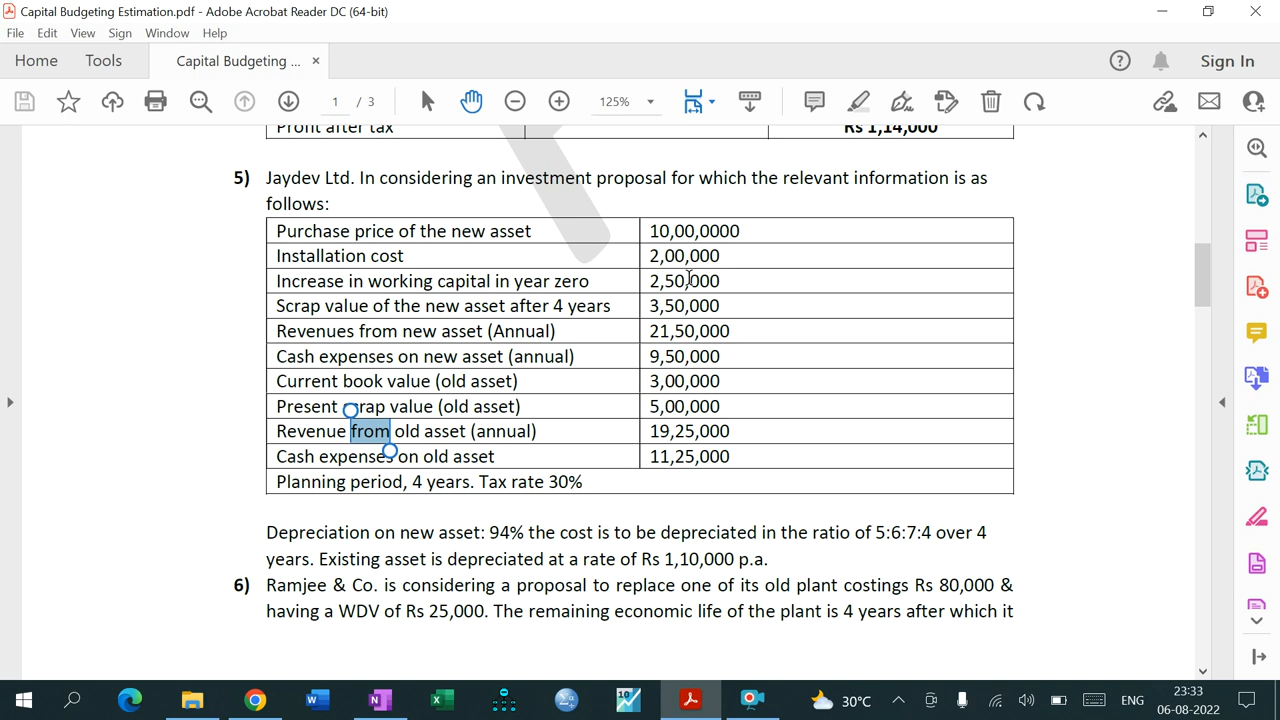 Capital Budgeting Estimation.pdf - Adobe Acrobat Reader DC (64-bit)
File Edit View Sign Window Help
Home Tools Capital Budgeting ... × Sign In
1 / 3 125%
Profit after tax Rs 1,14,000
5) Jaydev Ltd. In considering an investment proposal for which the relevant information is as
follows:
Purchase price of the new asset 10,00,0000
Installation cost 2,00,000
Increase in working capital in year zero 2,50,000
Scrap value of the new asset after 4 years 3,50,000
Revenues from new asset (Annual) 21,50,000
Cash expenses on new asset (annual) 9,50,000
Current book value (old asset) 3,00,000
Present scrap value (old asset) 5,00,000
Revenue from old asset (annual) 19,25,000
Cash expenses on old asset 11,25,000
Planning period, 4 years. Tax rate 30%
Depreciation on new asset: 94% the cost is to be depreciated in the ratio of 5:6:7:4 over 4
years. Existing asset is depreciated at a rate of Rs 1,10,000 p.a.
6) Ramjee & Co. is considering a proposal to replace one of its old plant costings Rs 80,000 &
having a WDV of Rs 25,000. The remaining economic life of the plant is 4 years after which it
30°C ENG 23:33
06-08-2022